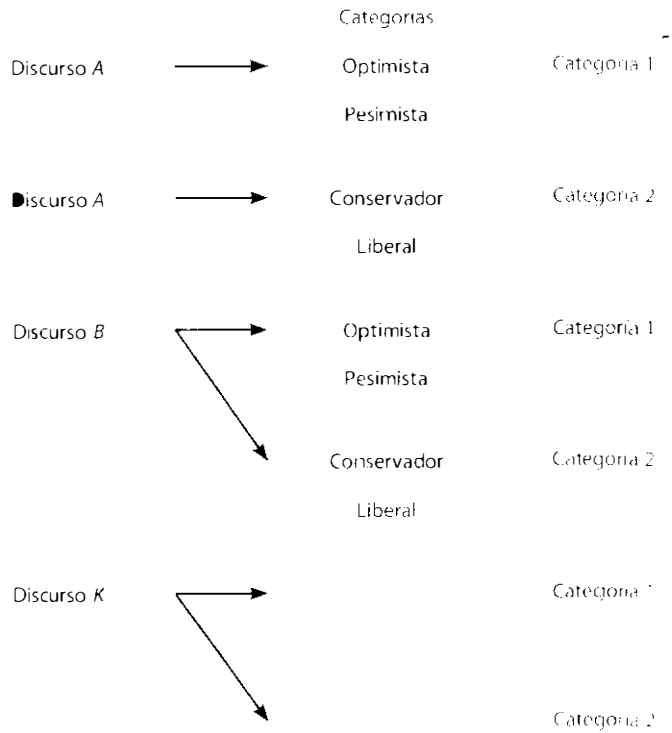 Categorias
Discurso A Optimista Categoria 1
Pesimista
Discurso A Conservador Categoria 2
Liberal
Discurso B Optimista Categoría 1
Pesimista
Conservador Categoria 2
Liberal
Discurso K Categoria 1
Categoria 2